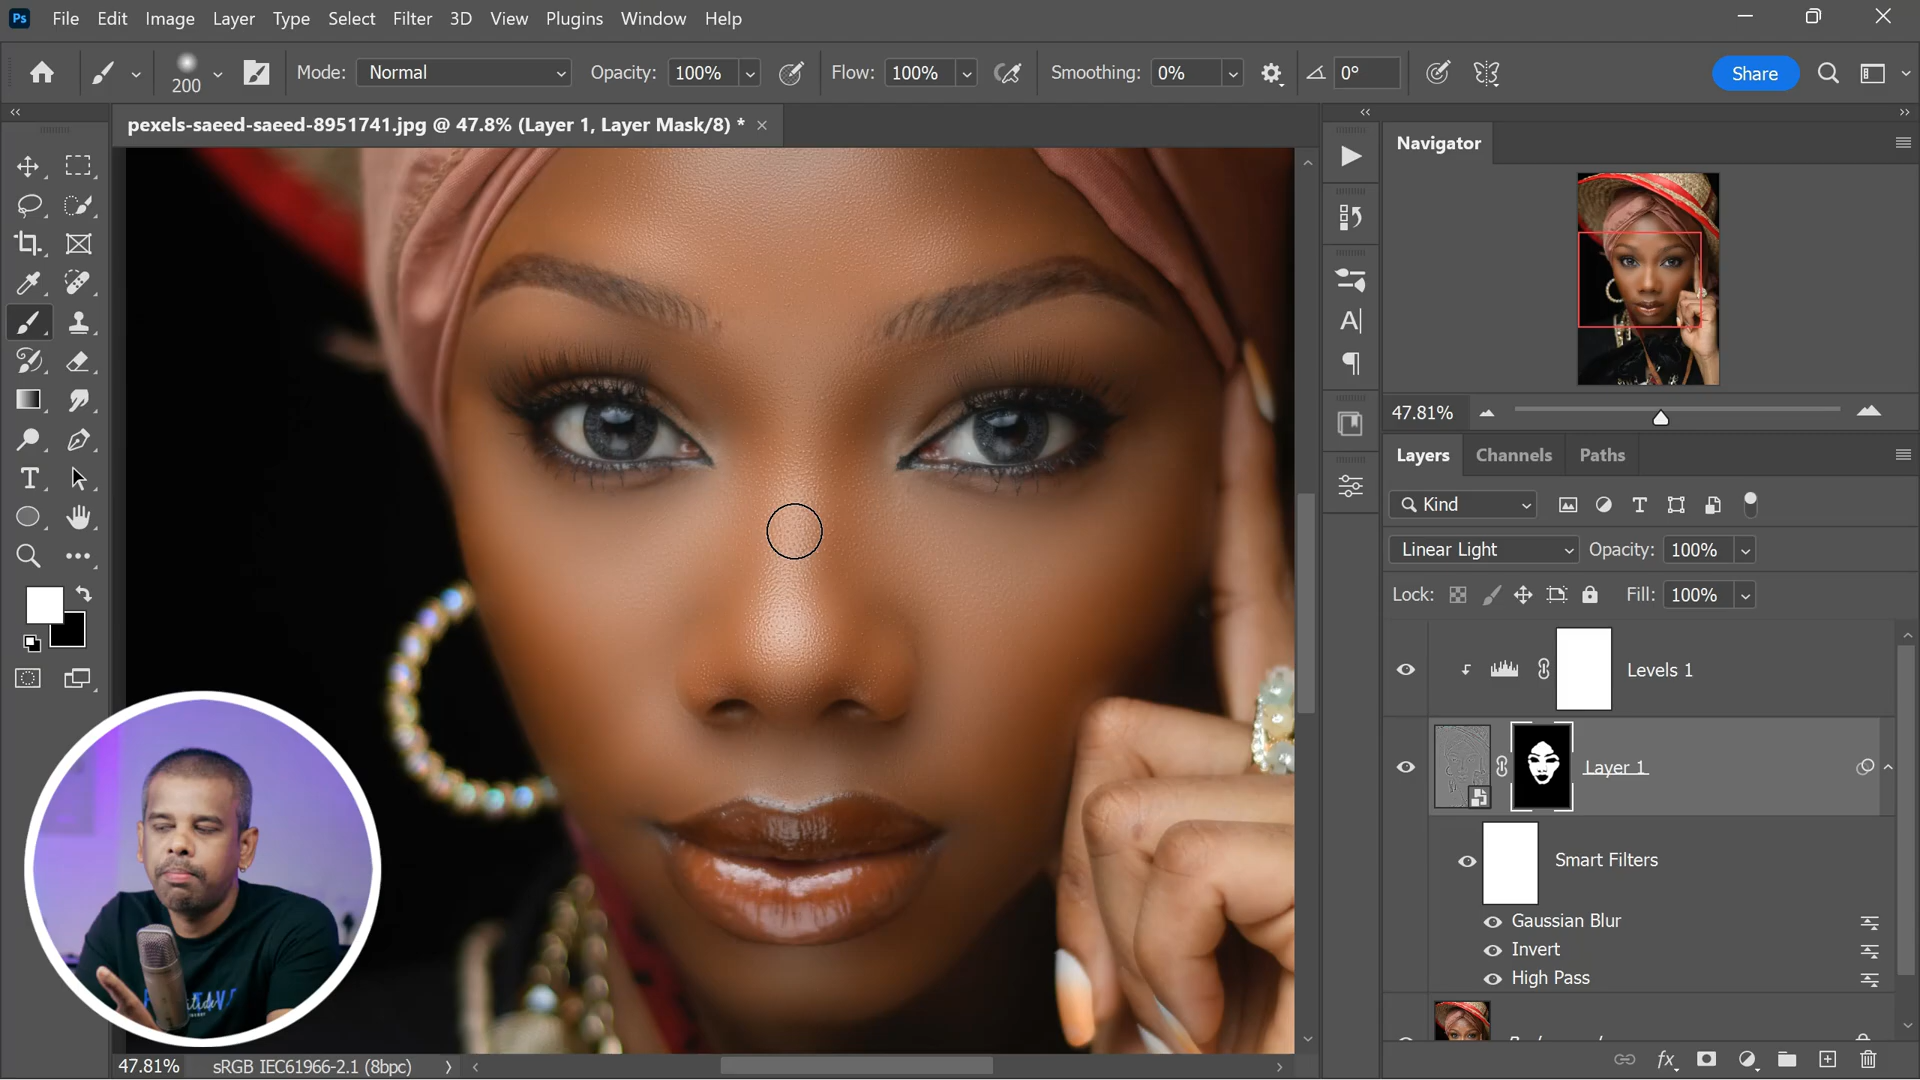 Ps File Edit Image Layer Type Select Filter 3D View Plugins Window Help
200 Mode: Normal Opacity: 100% Flow: 100% Smoothing: 0% 0° Share
pexels-saeed-saeed-8951741.jpg @ 47.8% (Layer 1, Layer Mask/8) *
Navigator
47.81%
Layers Channels Paths
Kind
Linear Light Opacity: 100%
Lock: Fill: 100%
Levels 1
Layer 1
Smart Filters
Gaussian Blur
Invert
High Pass
fx
47.81% sRGB IEC61966-2.1 (8bpc)